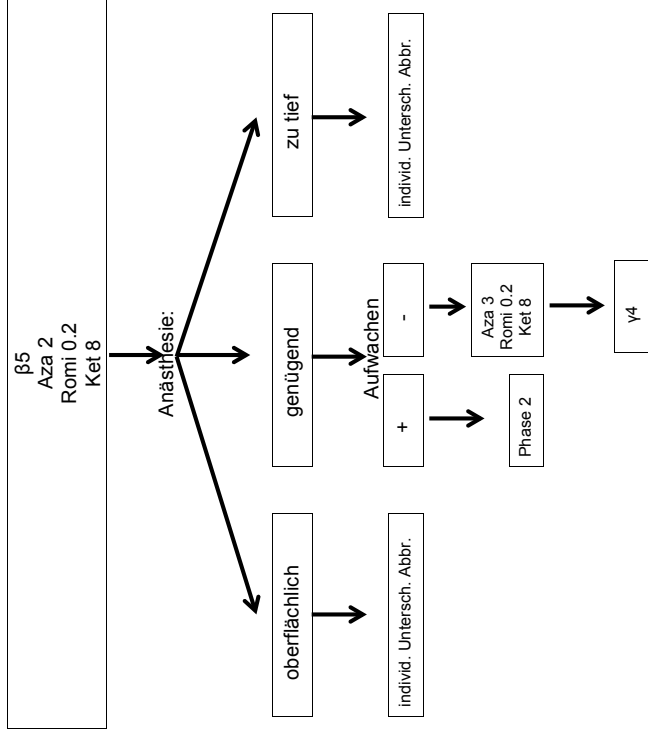 β5
Aza 2
Romi 0.2
Ket 8
Anästhesie:
oberflächlich
genügend
zu tief
individ. Untersch. Abbr.
Aufwachen
+
-
individ. Untersch. Abbr.
Phase 2
Aza 3
Romi 0.2
Ket 8
γ4